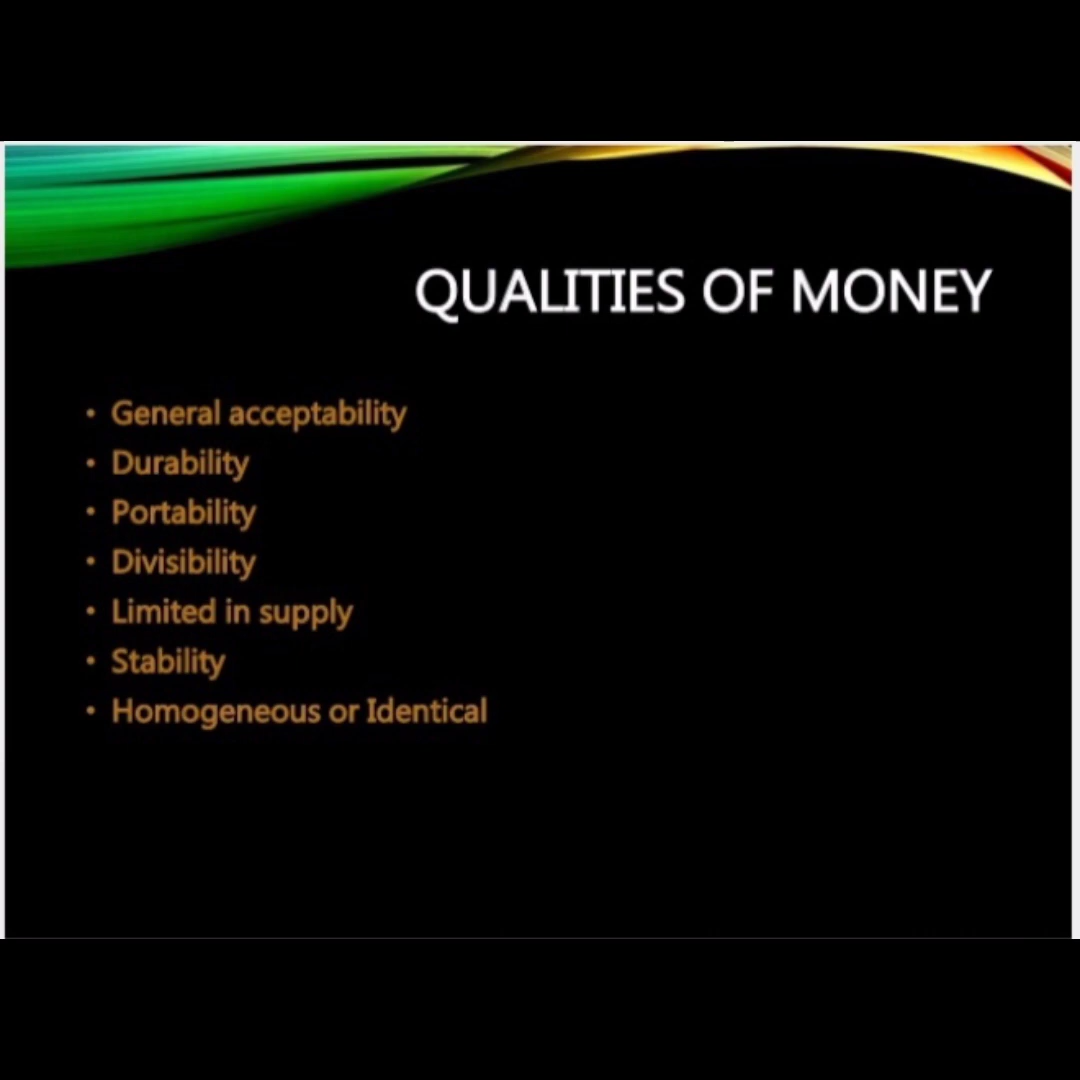 QUALITIES OF MONEY
• General acceptability
• Durability
• Portability
• Divisibility
• Limited in supply
• Stability
• Homogeneous or Identical